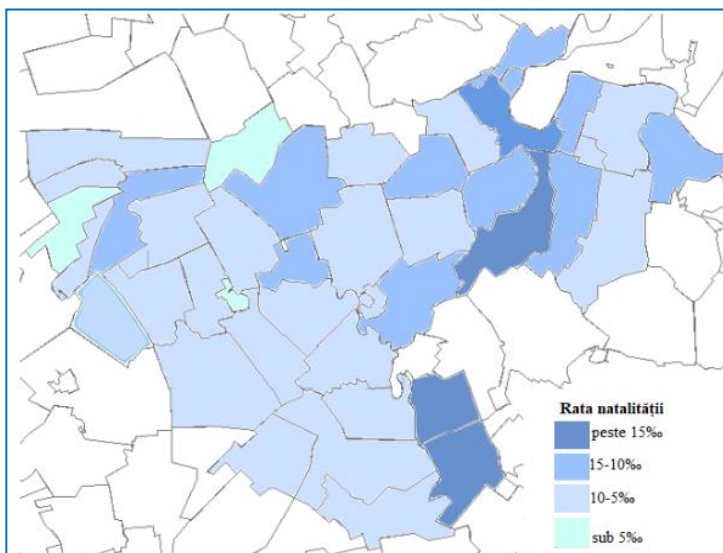 Rata natalității
peste 15‰
15-10‰
10-5‰
sub 5‰